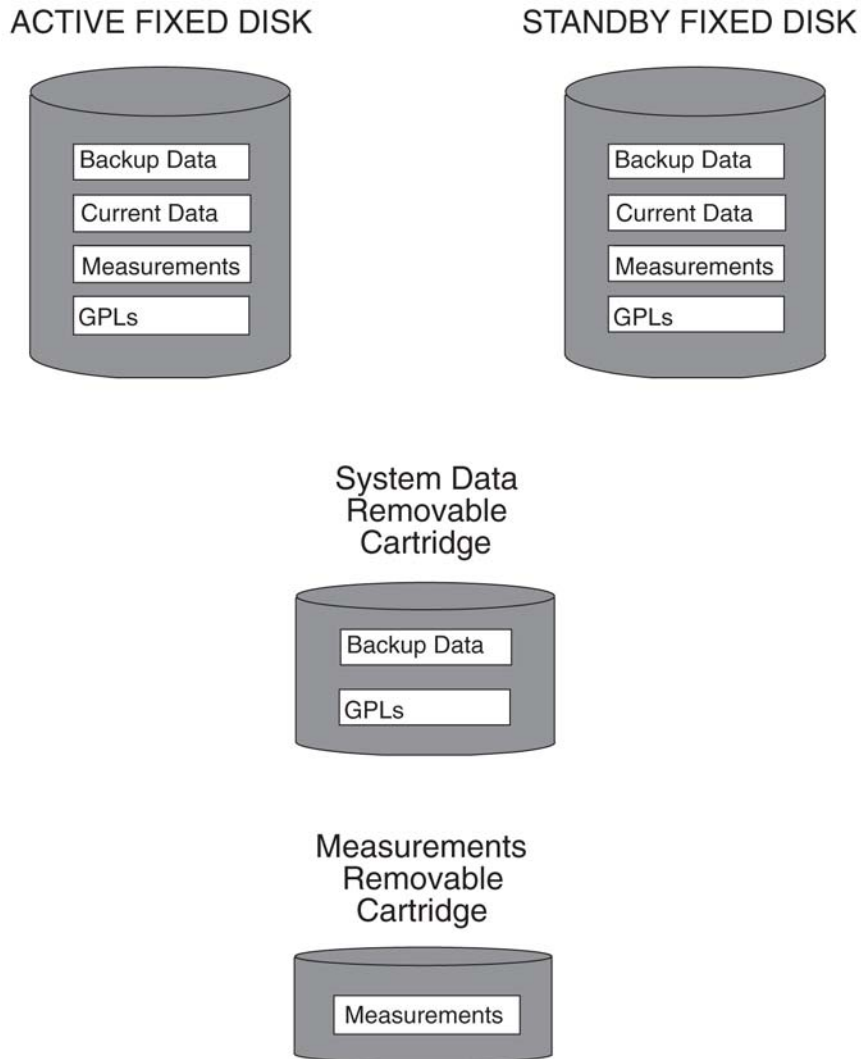 ACTIVE FIXED DISK
Backup Data
Current Data
Measurements
GPLs
STANDBY FIXED DISK
Backup Data
Current Data
Measurements
GPLs
System Data
Removable
Cartridge
Backup Data
GPLs
Measurements
Removable
Cartridge
Measurements